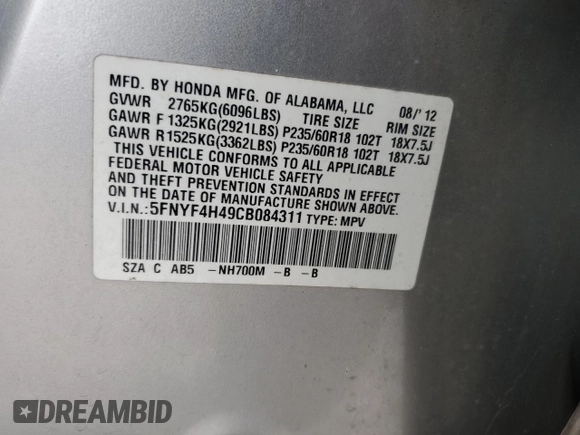 MFD. BY HONDA MFG. OF ALABAMA, LLC 08/' 12
GVWR 2765KG(6096LBS) TIRE SIZE RIM SIZE
GAWR F 1325KG(2921LBS) P235/60R18 102T 18X7.5J
GAWR R1525KG(3362LBS) P235/60R18 102T 18X7.5J
THIS VEHICLE CONFORMS TO ALL APPLICABLE
FEDERAL MOTOR VEHICLE SAFETY
AND THEFT PREVENTION STANDARDS IN EFFECT
ON THE DATE OF MANUFACTURE SHOWN ABOVE.
V.I.N.:5FNYF4H49CB084311 TYPE: MPV
SZA C AB5 -NH700M -B -B
DREAMBID